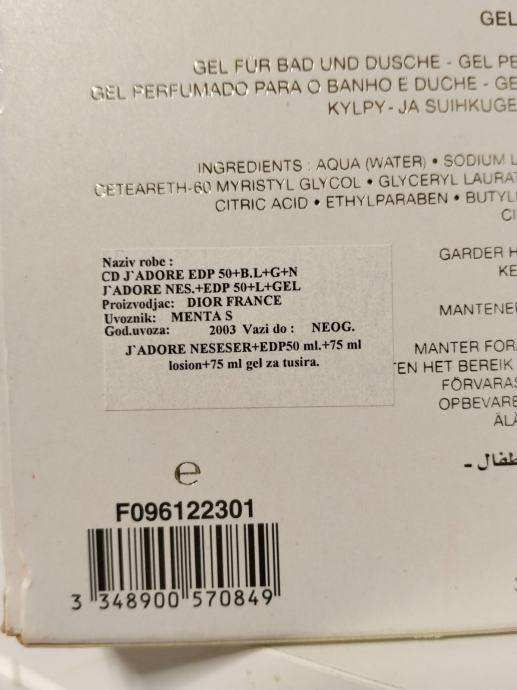 GEL
GEL FÜR BAD UND DUSCHE - GEL PE
GEL PERFUMADO PARA O BANHO E DUCHE - GE
KYLPY- JA SUIHKUGE
INGREDIENTS : AQUA (WATER) • SODIUM L
CETEARETH-60 MYRISTYL GLYCOL • GLYCERYL LAURAT
CITRIC ACID • ETHYLPARABEN • BUTYL
CI
GARDER H
KE
MANTENER
MANTER FOR
TEN HET BEREIK
FÖRVARAS
OPBEVARE
ÄLÄ
طفال -
Naziv robe :
CD J`ADORE EDP 50+B.L+G+N
J`ADORE NES.+EDP 50+L+GEL
Proizvodjac: DIOR FRANCE
Uvoznik: MENTA S
God.uvoza: 2003 Vazi do : NEOG.
J`ADORE NESESER+EDP50 ml.+75 ml
losion+75 ml gel za tusira.
e
F096122301
3 348900 570849